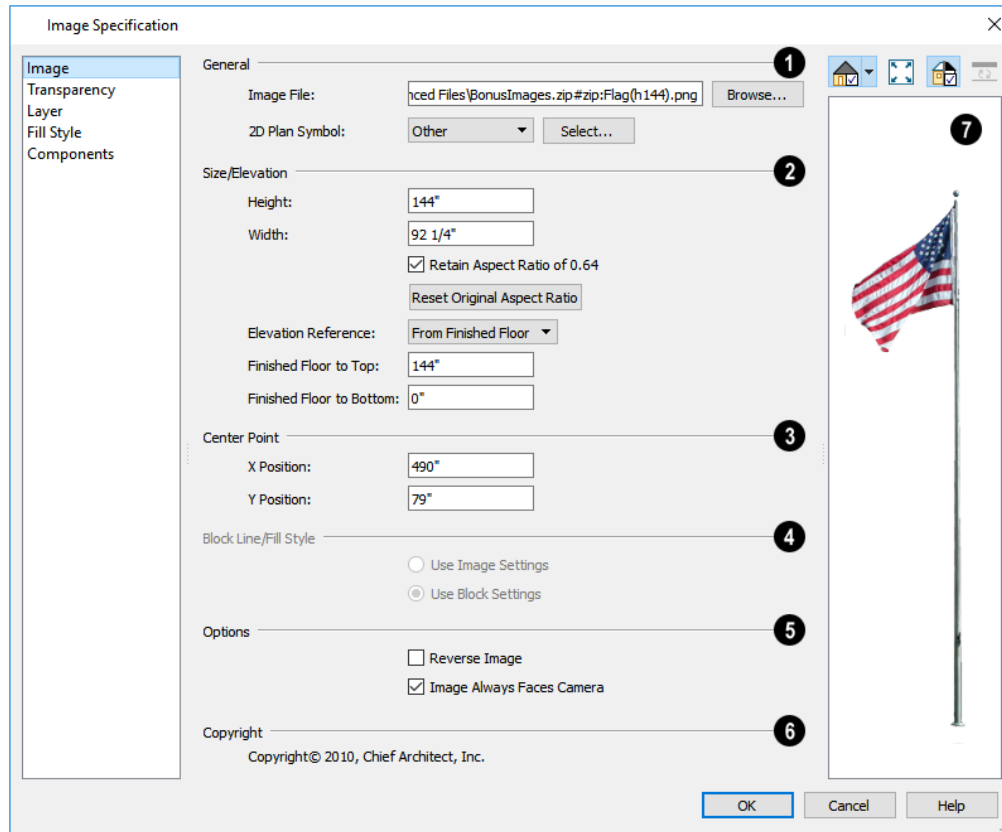 Image Specification
Image
Transparency
Layer
Fill Style
Components
General
1
Image File:
nced Files\BonusImages.zip#zip:Flag(h144).png
Browse...
2D Plan Symbol:
Other
Select...
Size/Elevation
2
Height:
144"
Width:
92 1/4"
Retain Aspect Ratio of 0.64
Reset Original Aspect Ratio
Elevation Reference:
From Finished Floor
Finished Floor to Top:
144"
Finished Floor to Bottom:
0"
Center Point
3
X Position:
490"
Y Position:
79"
Block Line/Fill Style
4
Use Image Settings
Use Block Settings
Options
5
Reverse Image
Image Always Faces Camera
Copyright
6
Copyright© 2010, Chief Architect, Inc.
7
OK
Cancel
Help